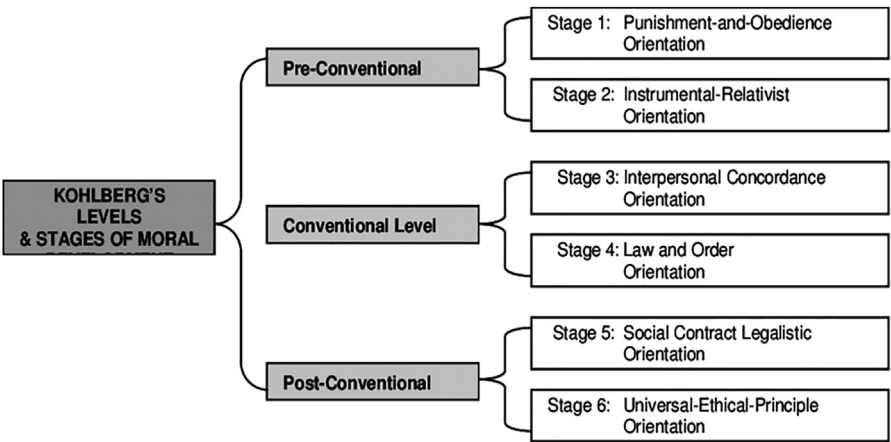 KOHLBERG'S
LEVELS
& STAGES OF MORAL
Pre-Conventional
Stage 1: Punishment-and-Obedience
Orientation
Stage 2: Instrumental-Relativist
Orientation
Conventional Level
Stage 3: Interpersonal Concordance
Orientation
Stage 4: Law and Order
Orientation
Post-Conventional
Stage 5: Social Contract Legalistic
Orientation
Stage 6: Universal-Ethical-Principle
Orientation